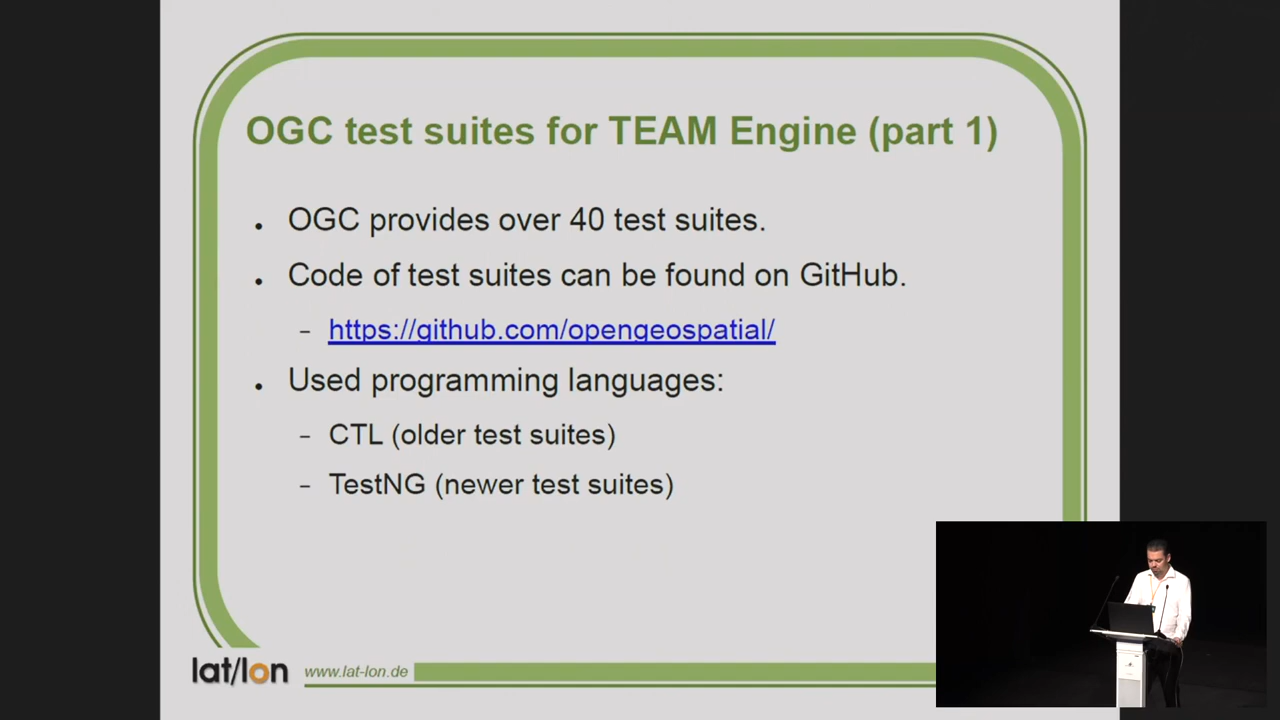 OGC test suites for TEAM Engine (part 1)
• OGC provides over 40 test suites.
• Code of test suites can be found on GitHub.
– https://github.com/opengeospatial/
• Used programming languages:
– CTL (older test suites)
– TestNG (newer test suites)
lat/lon www.lat-lon.de